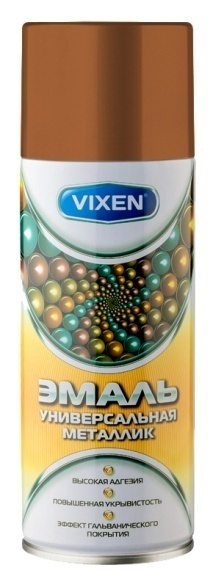 VIXEN
ЭМАЛЬ
УНИВЕРСАЛЬНАЯ
МЕТАЛЛИК
ВЫСОКАЯ АДГЕЗИЯ
ПОВЫШЕННАЯ УКРЫВИСТОСТЬ
ЭФФЕКТ ГАЛЬВАНИЧЕСКОГО
ПОКРЫТИЯ